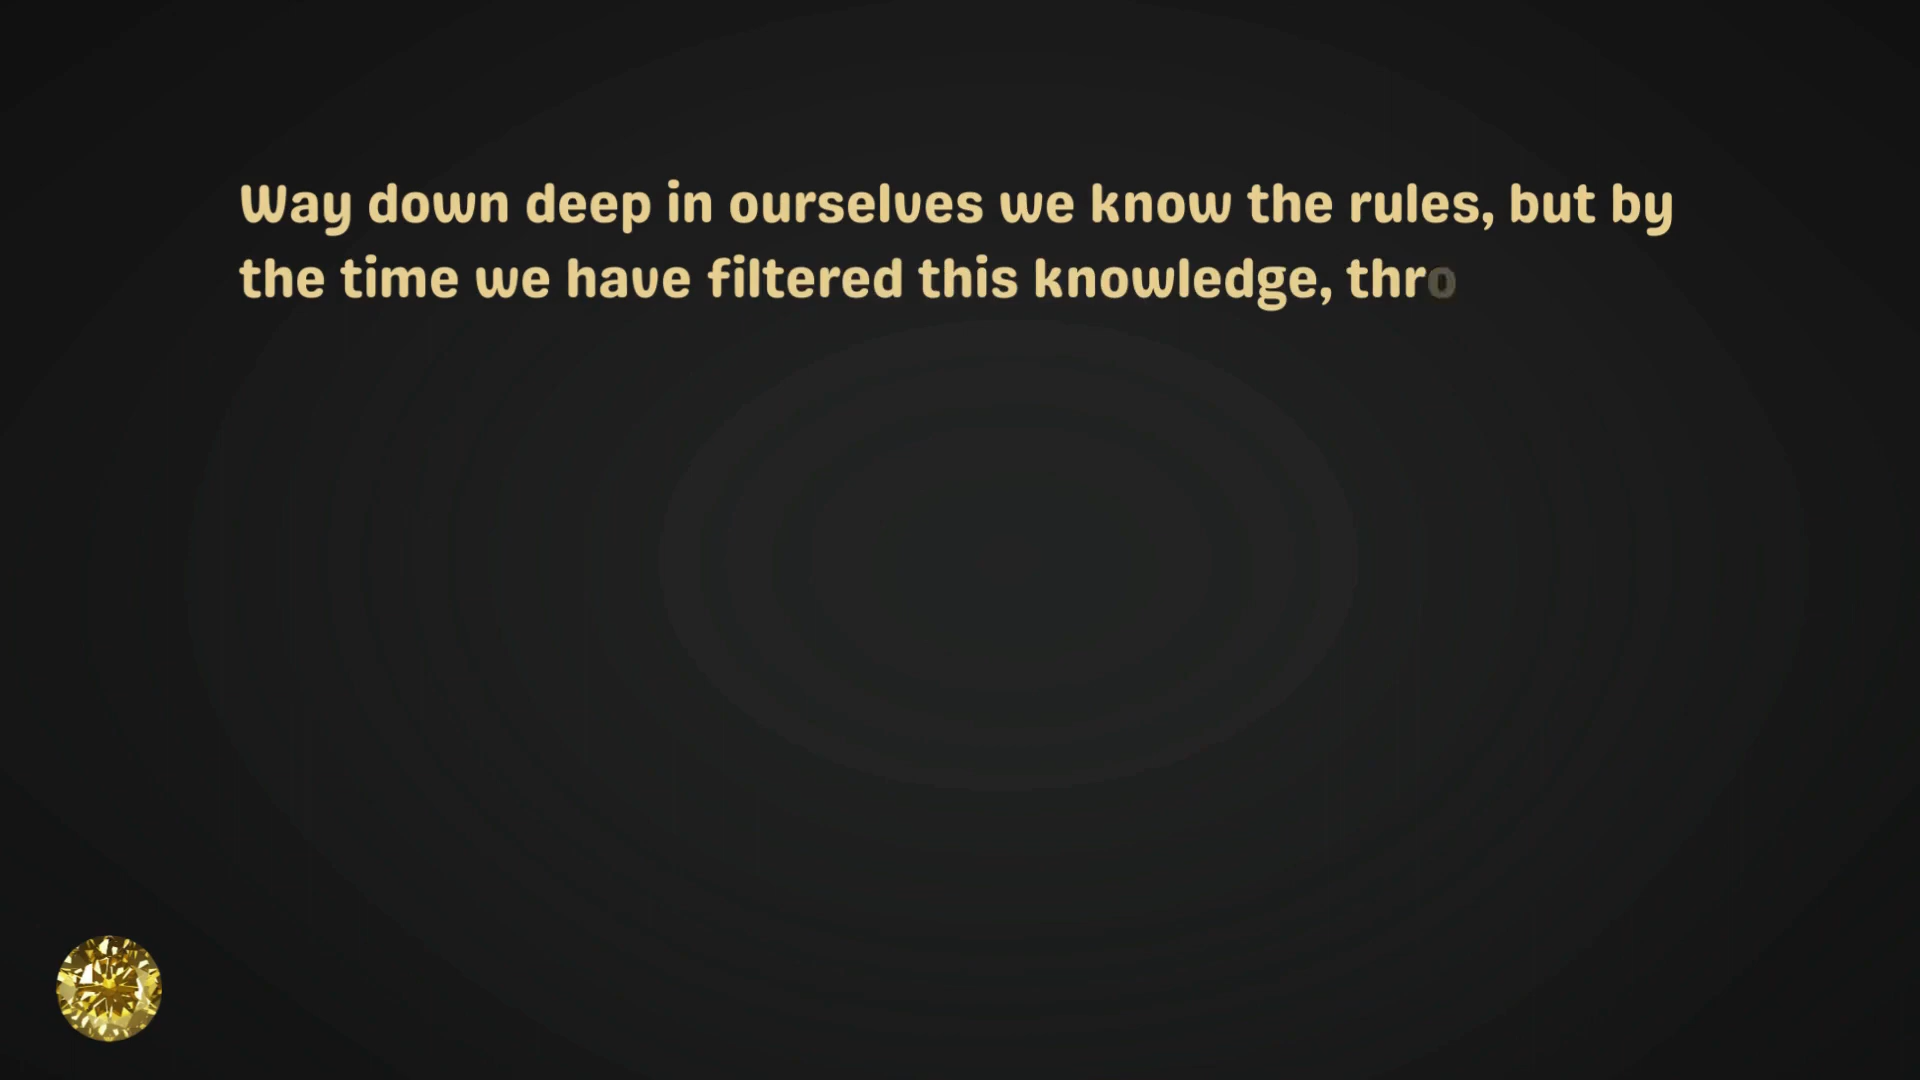 Way down deep in ourselves we know the rules, but by
the time we have filtered this knowledge, thro